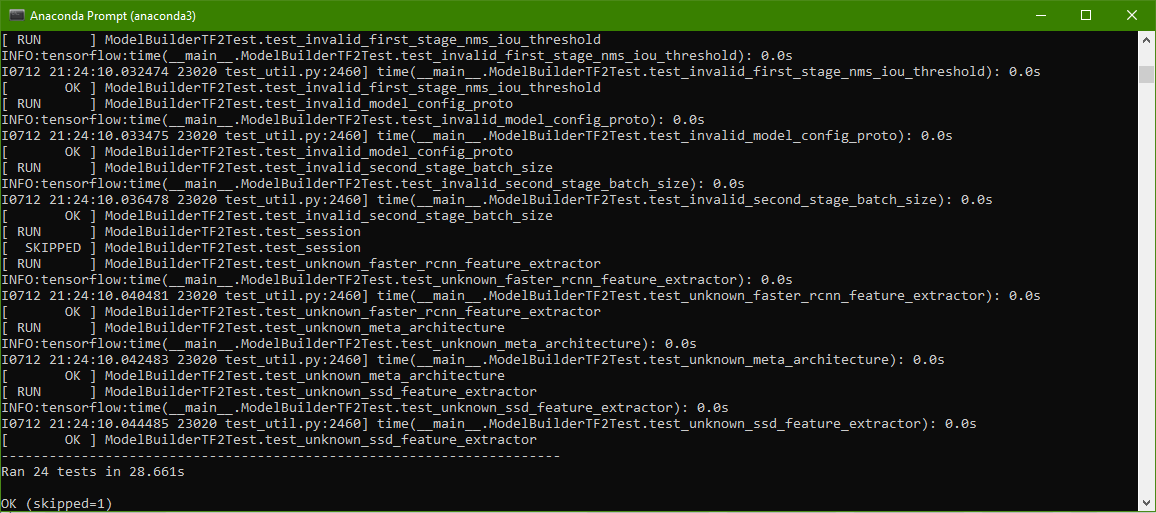 Anaconda Prompt (anaconda3)
[ RUN      ] ModelBuilderTF2Test.test_invalid_first_stage_nms_iou_threshold
INFO:tensorflow:time(__main__.ModelBuilderTF2Test.test_invalid_first_stage_nms_iou_threshold): 0.0s
I0712 21:24:10.032474 23020 test_util.py:2460] time(__main__.ModelBuilderTF2Test.test_invalid_first_stage_nms_iou_threshold): 0.0s
[       OK ] ModelBuilderTF2Test.test_invalid_first_stage_nms_iou_threshold
[ RUN      ] ModelBuilderTF2Test.test_invalid_model_config_proto
INFO:tensorflow:time(__main__.ModelBuilderTF2Test.test_invalid_model_config_proto): 0.0s
I0712 21:24:10.033475 23020 test_util.py:2460] time(__main__.ModelBuilderTF2Test.test_invalid_model_config_proto): 0.0s
[       OK ] ModelBuilderTF2Test.test_invalid_model_config_proto
[ RUN      ] ModelBuilderTF2Test.test_invalid_second_stage_batch_size
INFO:tensorflow:time(__main__.ModelBuilderTF2Test.test_invalid_second_stage_batch_size): 0.0s
I0712 21:24:10.036478 23020 test_util.py:2460] time(__main__.ModelBuilderTF2Test.test_invalid_second_stage_batch_size): 0.0s
[       OK ] ModelBuilderTF2Test.test_invalid_second_stage_batch_size
[ RUN      ] ModelBuilderTF2Test.test_session
[  SKIPPED ] ModelBuilderTF2Test.test_session
[ RUN      ] ModelBuilderTF2Test.test_unknown_faster_rcnn_feature_extractor
INFO:tensorflow:time(__main__.ModelBuilderTF2Test.test_unknown_faster_rcnn_feature_extractor): 0.0s
I0712 21:24:10.040481 23020 test_util.py:2460] time(__main__.ModelBuilderTF2Test.test_unknown_faster_rcnn_feature_extractor): 0.0s
[       OK ] ModelBuilderTF2Test.test_unknown_faster_rcnn_feature_extractor
[ RUN      ] ModelBuilderTF2Test.test_unknown_meta_architecture
INFO:tensorflow:time(__main__.ModelBuilderTF2Test.test_unknown_meta_architecture): 0.0s
I0712 21:24:10.042483 23020 test_util.py:2460] time(__main__.ModelBuilderTF2Test.test_unknown_meta_architecture): 0.0s
[       OK ] ModelBuilderTF2Test.test_unknown_meta_architecture
[ RUN      ] ModelBuilderTF2Test.test_unknown_ssd_feature_extractor
INFO:tensorflow:time(__main__.ModelBuilderTF2Test.test_unknown_ssd_feature_extractor): 0.0s
I0712 21:24:10.044485 23020 test_util.py:2460] time(__main__.ModelBuilderTF2Test.test_unknown_ssd_feature_extractor): 0.0s
[       OK ] ModelBuilderTF2Test.test_unknown_ssd_feature_extractor
----------------------------------------------------------------------
Ran 24 tests in 28.661s
OK (skipped=1)